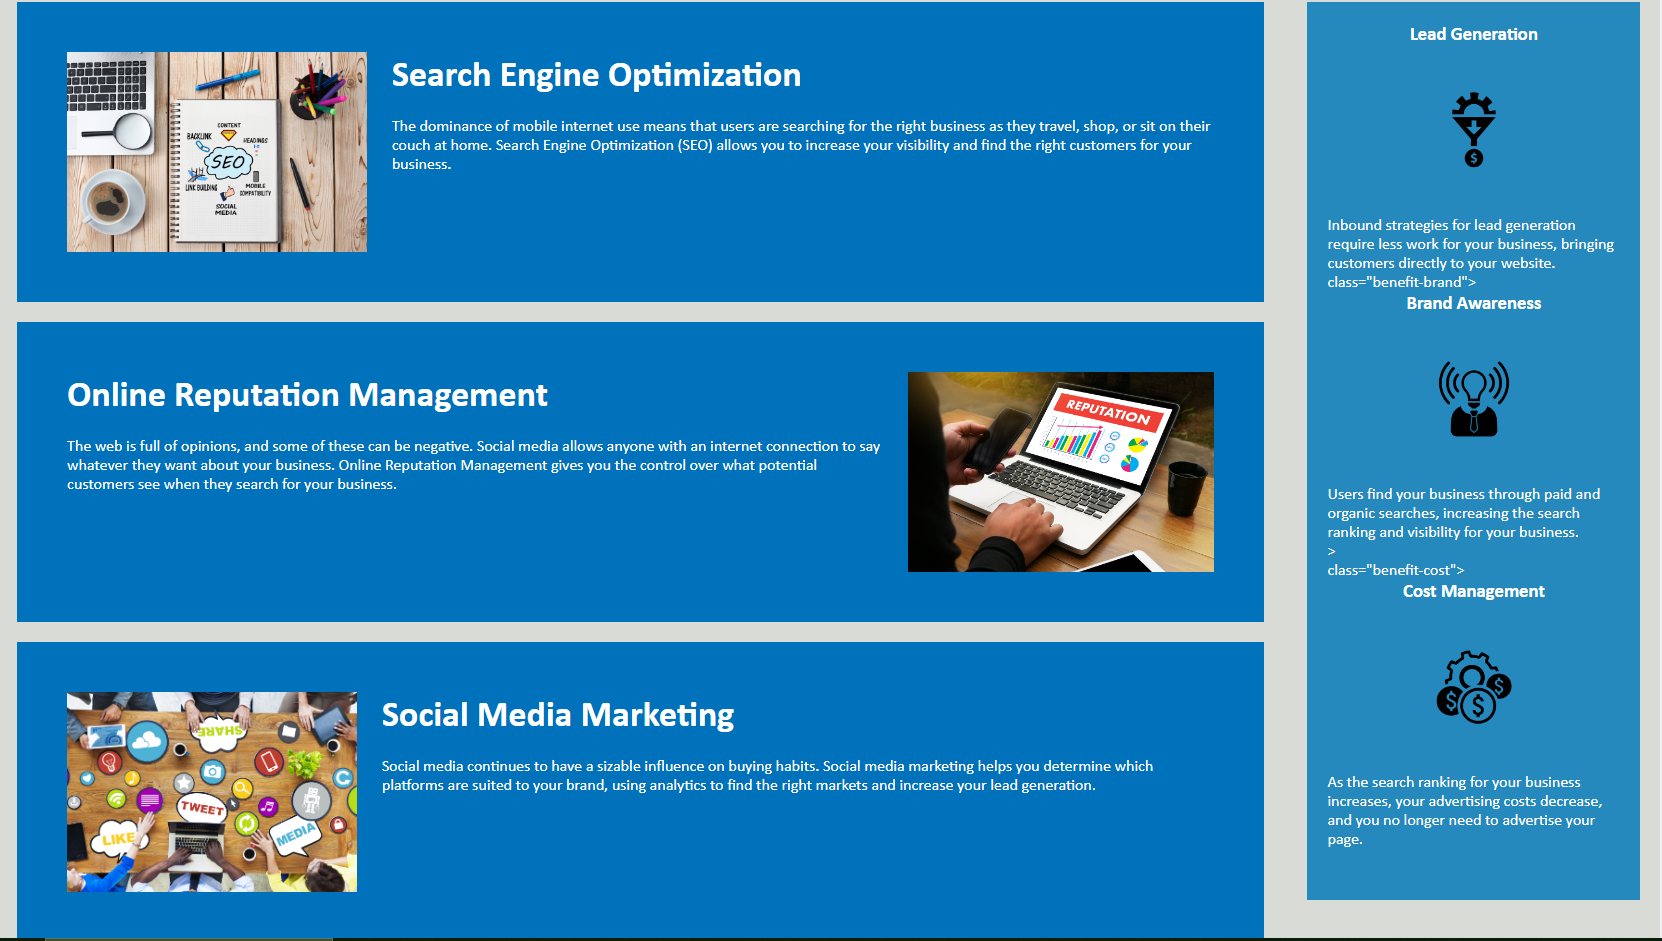 Search Engine Optimization
The dominance of mobile internet use means that users are searching for the right business as they travel, shop, or sit on their
couch at home. Search Engine Optimization (SEO) allows you to increase your visibility and find the right customers for your
business.
CONTENT
BACKLINK
HEADINGS
SEO
LINK BUILDING
MOBILE
COMPATIBILITY
SOCIAL
MEDIA
Online Reputation Management
The web is full of opinions, and some of these can be negative. Social media allows anyone with an internet connection to say
whatever they want about your business. Online Reputation Management gives you the control over what potential
customers see when they search for your business.
REPUTATION
Social Media Marketing
Social media continues to have a sizable influence on buying habits. Social media marketing helps you determine which
platforms are suited to your brand, using analytics to find the right markets and increase your lead generation.
SHARE
TWEET
LIKE
MEDIA
Lead Generation
$
Inbound strategies for lead generation
require less work for your business, bringing
customers directly to your website.
class="benefit-brand">
Brand Awareness
Users find your business through paid and
organic searches, increasing the search
ranking and visibility for your business.
>
class="benefit-cost">
Cost Management
$ $ $
As the search ranking for your business
increases, your advertising costs decrease,
and you no longer need to advertise your
page.